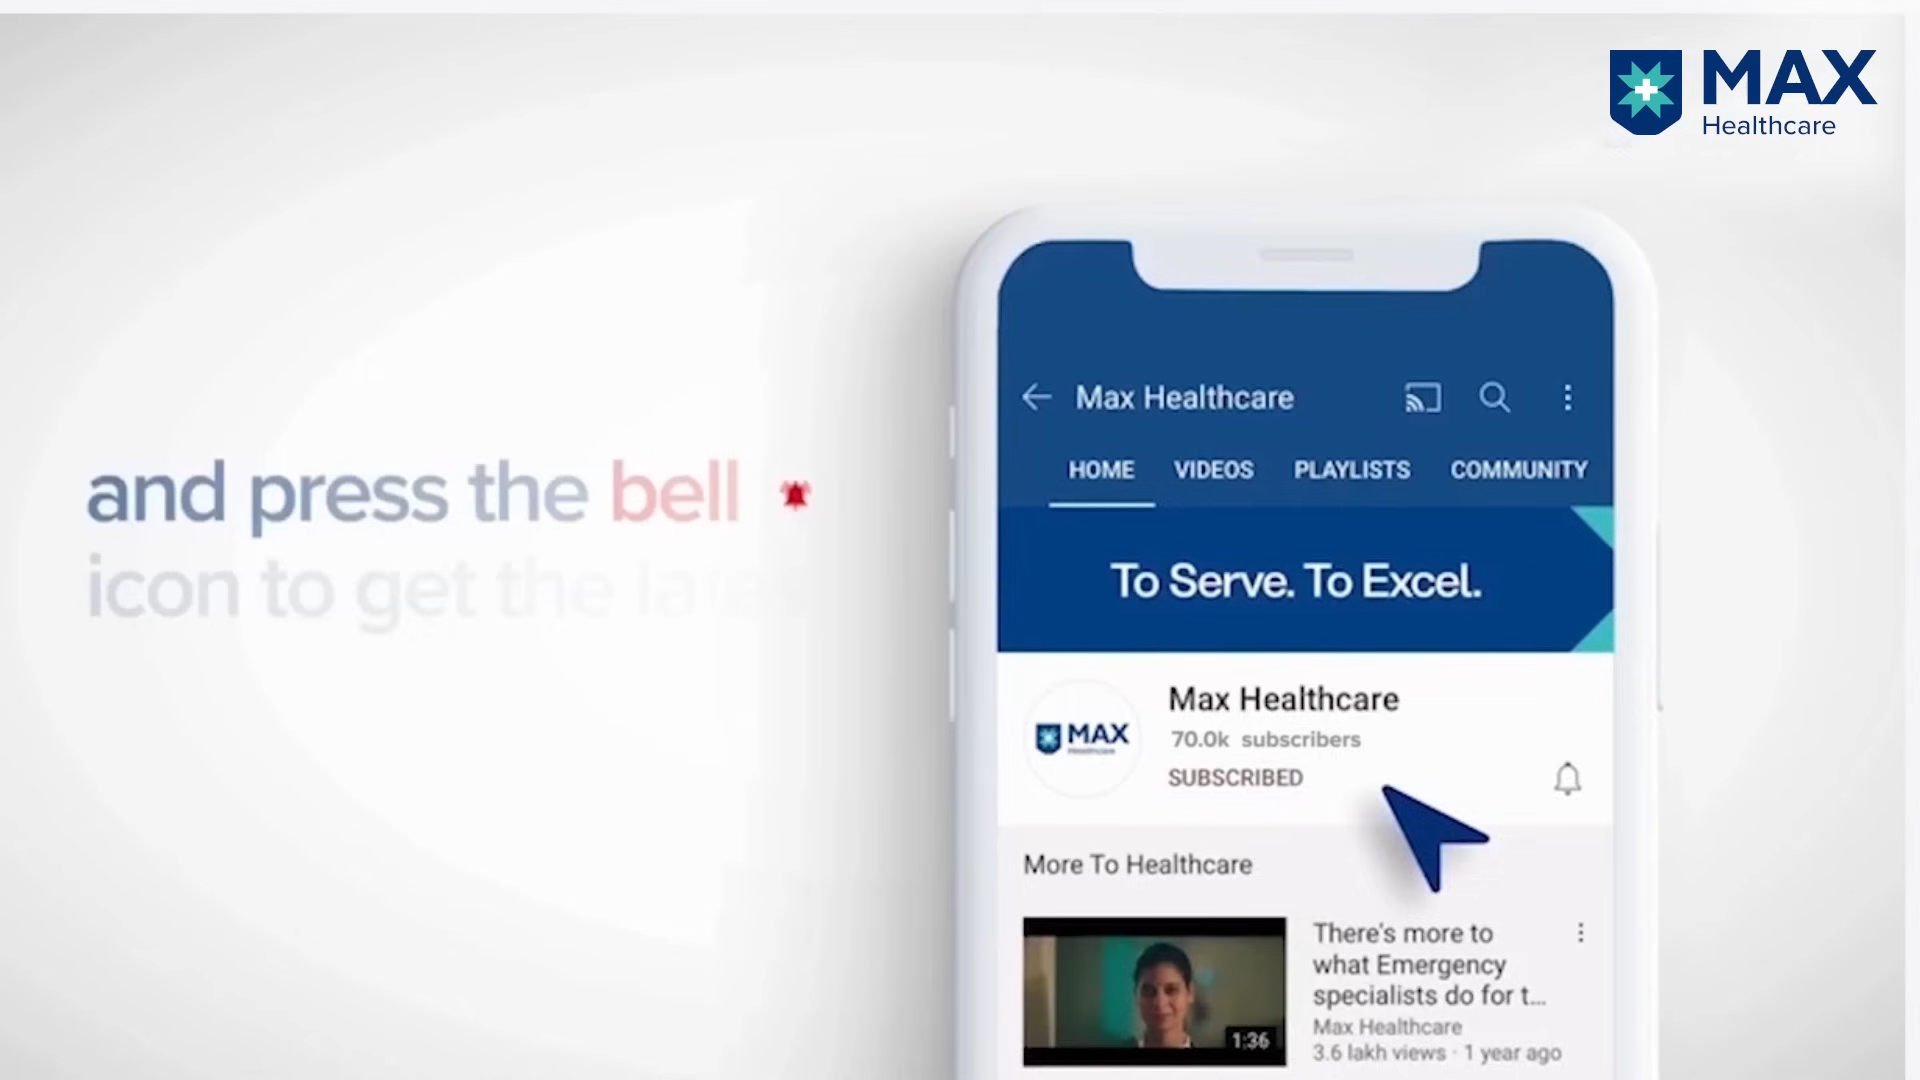 MAX
Healthcare
and press the bell
icon to get the
Max Healthcare
HOME VIDEOS PLAYLISTS COMMUNITY
To Serve. To Excel.
MAX
Healthcare
Max Healthcare
70.0k subscribers
SUBSCRIBED
More To Healthcare
There's more to
what Emergency
specialists do for t...
Max Healthcare
3.6 lakh views · 1 year ago
1:36